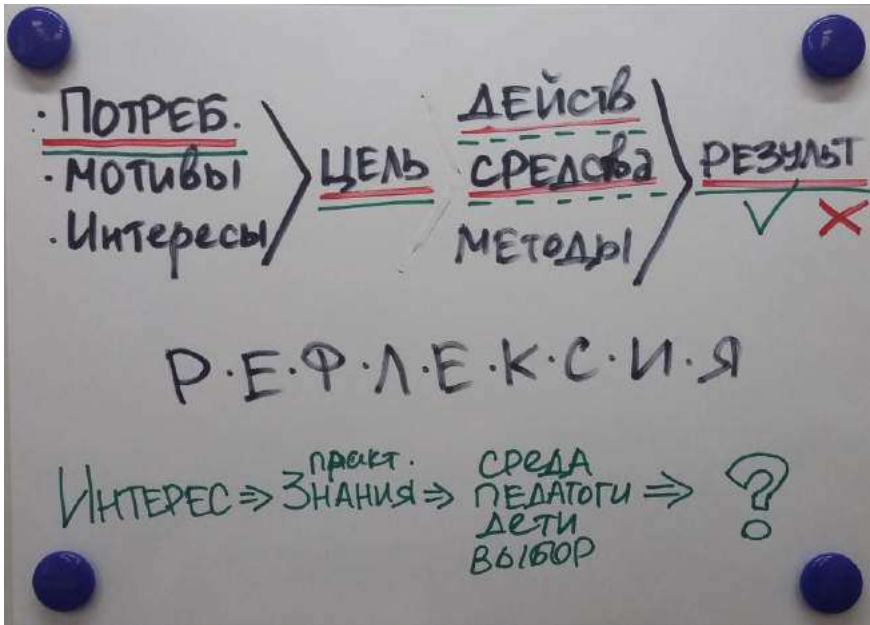 · ПОТРЕБ.
· МОТИВЫ
· Интересы
ЦЕЛЬ
ДЕЙСТВ
СРЕДСТВА
МЕТОДЫ
РЕЗУЛЬТ
Р·Е·Ф·Л·Е·К·С·И·Я
ИНТЕРЕС ⇒ практ. ЗНАНИЯ ⇒
СРЕДА
ПЕДАГОГИ
ДЕТИ
ВЫБОР
⇒ ?